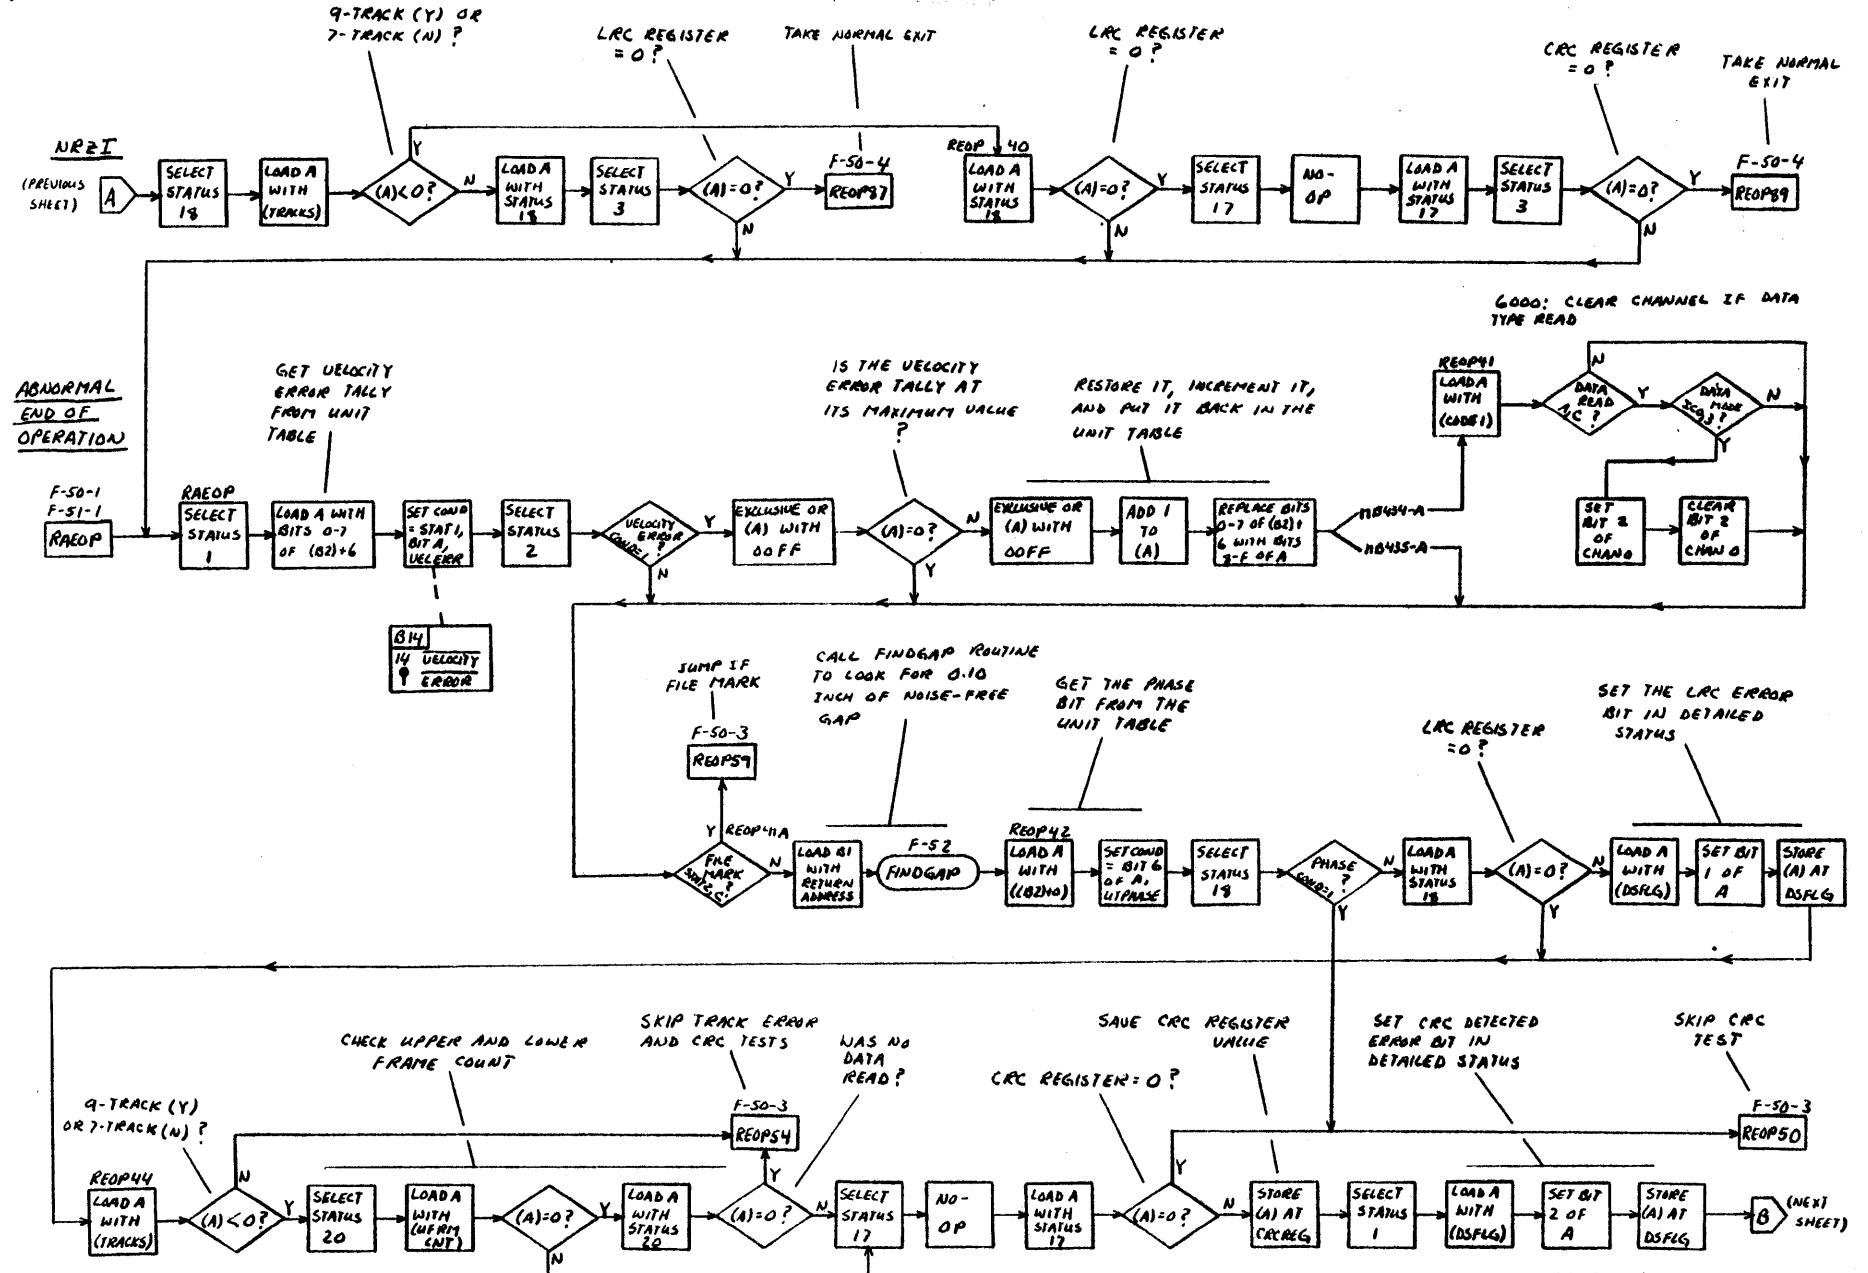 9-TRACK (Y) OR
7-TRACK (N) ?
LRC REGISTER
= 0 ?
TAKE NORMAL EXIT
LRC REGISTER
= 0 ?
CRC REGISTER
= 0 ?
TAKE NORMAL
EXIT
NRZI
(PREVIOUS
SHEET)
A
SELECT
STATUS
18
LOAD A
WITH
(TRACKS)
(A)<0?
Y
N
LOAD A
WITH
STATUS
18
SELECT
STATUS
3
(A)=0?
Y
N
F-50-4
REOP87
REOP 40
LOAD A
WITH
STATUS
18
(A)=0?
Y
N
SELECT
STATUS
17
NO-
OP
LOAD A
WITH
STATUS
17
SELECT
STATUS
3
(A)=0?
Y
N
F-50-4
REOP89
6000: CLEAR CHANNEL IF DATA
TYPE READ
ABNORMAL
END OF
OPERATION
GET VELOCITY
ERROR TALLY
FROM UNIT
TABLE
IS THE VELOCITY
ERROR TALLY AT
ITS MAXIMUM VALUE
?
RESTORE IT, INCREMENT IT,
AND PUT IT BACK IN THE
UNIT TABLE
F-50-1
F-51-1
RAEOP
RAEOP
SELECT
STATUS
1
LOAD A WITH
BITS 0-7
OF (B2)+6
SET COND
= STAT 1,
BIT A,
VELERR
SELECT
STATUS
2
VELOCITY
ERROR
COND=1
?
Y
N
EXCLUSIVE OR
(A) WITH
00FF
(A)=0?
N
Y
EXCLUSIVE OR
(A) WITH
00FF
ADD 1
TO
(A)
REPLACE BITS
0-7 OF (B2)+
6 WITH BITS
8-F OF A
MB434-A
MB435-A
REOP41
LOAD A
WITH
(CODE1)
DATA
READ
A,C
?
N
Y
DATA
MODE
?
N
Y
SET
BIT 2
OF
CHAN 0
CLEAR
BIT 2
OF
CHAN 0
B14
14 VELOCITY
ERROR
JUMP IF
FILE MARK
F-50-3
REOP59
CALL FINDGAP ROUTINE
TO LOOK FOR 0.10
INCH OF NOISE-FREE
GAP
GET THE PHASE
BIT FROM THE
UNIT TABLE
LRC REGISTER
=0?
SET THE LRC ERROR
BIT IN DETAILED
STATUS
Y
REOP41A
FILE
MARK
STAT2,C
?
N
LOAD B1
WITH
RETURN
ADDRESS
F-52
FINDGAP
REOP42
LOAD A
WITH
((B2)+0)
SET COND
= BIT 6
OF A,
UTPHASE
SELECT
STATUS
18
PHASE
?
COND=1
N
Y
LOAD A
WITH
STATUS
18
(A)=0?
N
Y
LOAD A
WITH
(DSFLG)
SET BIT
1 OF
A
STORE
(A) AT
DSFLG
CHECK UPPER AND LOWER
FRAME COUNT
SKIP TRACK ERROR
AND CRC TESTS
WAS NO
DATA
READ?
SAVE CRC REGISTER
VALUE
SET CRC DETECTED
ERROR BIT IN
DETAILED STATUS
SKIP CRC
TEST
9-TRACK (Y)
OR 7-TRACK (N) ?
CRC REGISTER = 0 ?
F-50-3
REOP54
F-50-3
REOP50
REOP44
LOAD A
WITH
(TRACKS)
(A)<0?
N
Y
SELECT
STATUS
20
LOAD A
WITH
(UFRM
CNT)
(A)=0?
Y
N
LOAD A
WITH
STATUS
20
(A)=0?
Y
N
SELECT
STATUS
17
NO-
OP
LOAD A
WITH
STATUS
17
(A)=0?
Y
N
STORE
(A) AT
CRCREG
SELECT
STATUS
1
LOAD A
WITH
(DSFLG)
SET BIT
2 OF
A
STORE
(A) AT
DSFLG
B
(NEXT
SHEET)